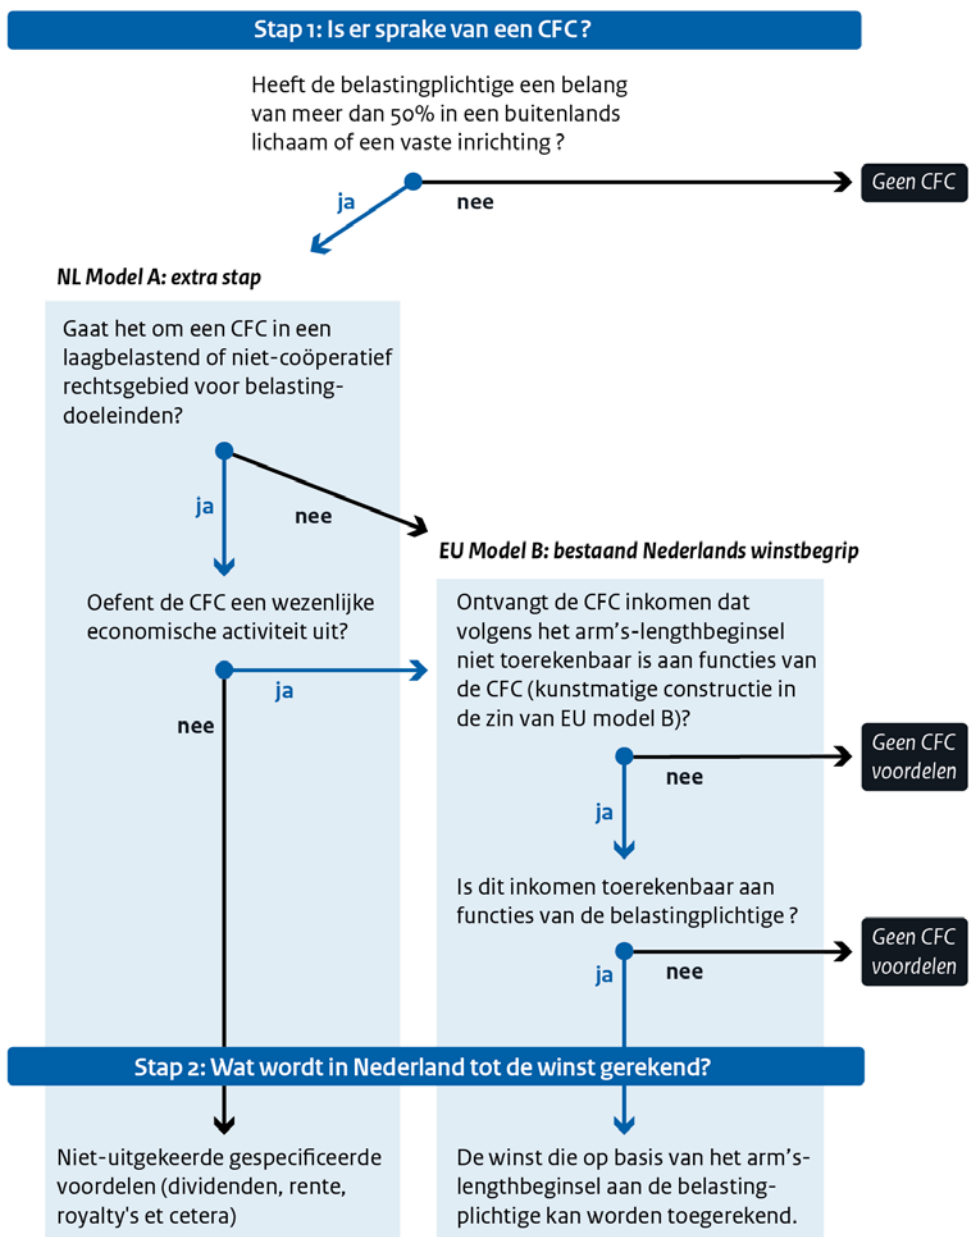 Stap 1: Is er sprake van een CFC?
Heeft de belastingplichtige een belang
van meer dan 50% in een buitenlands
lichaam of een vaste inrichting ?
Geen CFC
ja
nee
NL Model A: extra stap
Gaat het om een CFC in een
laagbelastend of niet-coöperatief
rechtsgebied voor belasting-
doeleinden?
ja
nee
EU Model B: bestaand Nederlands winstbegrip
Oefent de CFC een wezenlijke
economische activiteit uit?
ja
nee
Ontvangt de CFC inkomen dat
volgens het arm's-lengthbeginsel
niet toerekenbaar is aan functies van
de CFC (kunstmatige constructie in
de zin van EU model B)?
Geen CFC
voordelen
nee
ja
Is dit inkomen toerekenbaar aan
functies van de belastingplichtige ?
Geen CFC
voordelen
ja
nee
Stap 2: Wat wordt in Nederland tot de winst gerekend?
Niet-uitgekeerde gespecificeerde
voordelen (dividenden, rente,
royalty's et cetera)
De winst die op basis van het arm's-
lengthbeginsel aan de belasting-
plichtige kan worden toegerekend.